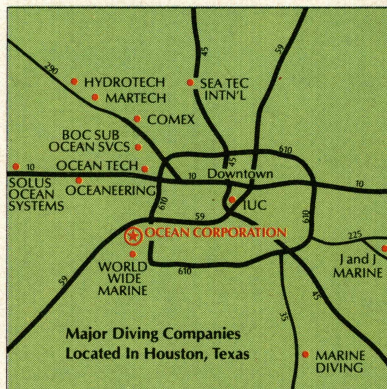 45
59
290
HYDROTECH
SEA TEC
INT'L
MARTECH
COMEX
BOC SUB
OCEAN SVCS
610
45
Downtown
10
OCEAN TECH
10
10
SOLUS
OCEAN
SYSTEMS
OCEANEERING
610
IUC
59
610
OCEAN CORPORATION
225
WORLD
WIDE
MARINE
610
J and J
MARINE
59
45
35
Major Diving Companies
Located In Houston, Texas
MARINE
DIVING